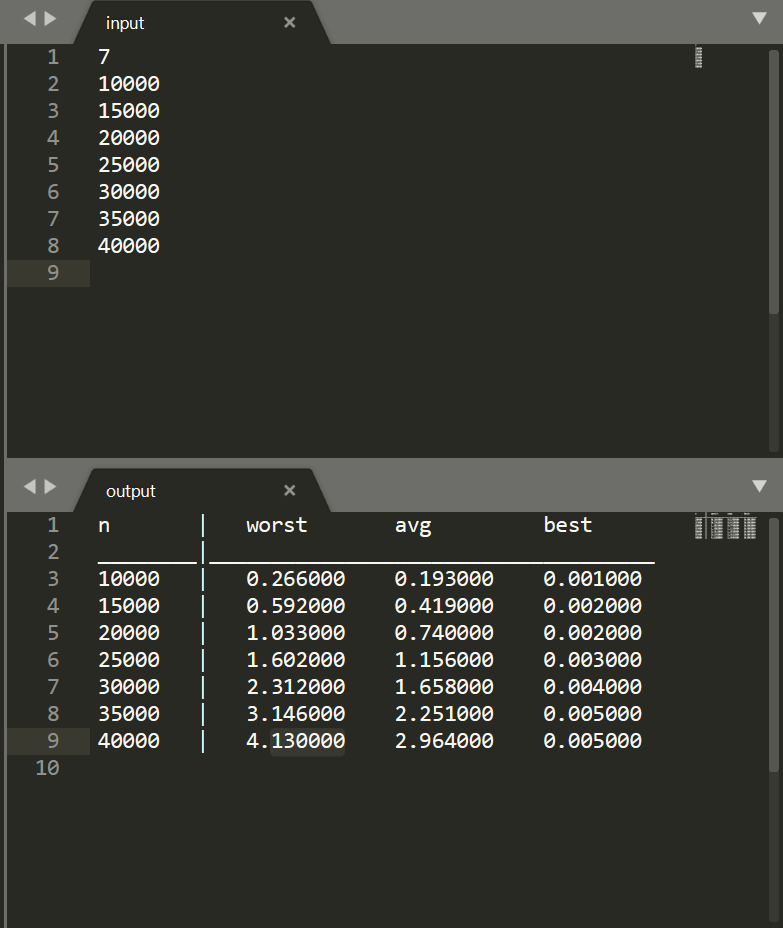 input ×
1 7
2 10000
3 15000
4 20000
5 25000
6 30000
7 35000
8 40000
9
output ×
1 n | worst avg best
2 ________|____________________________________
3 10000 | 0.266000 0.193000 0.001000
4 15000 | 0.592000 0.419000 0.002000
5 20000 | 1.033000 0.740000 0.002000
6 25000 | 1.602000 1.156000 0.003000
7 30000 | 2.312000 1.658000 0.004000
8 35000 | 3.146000 2.251000 0.005000
9 40000 | 4.130000 2.964000 0.005000
10